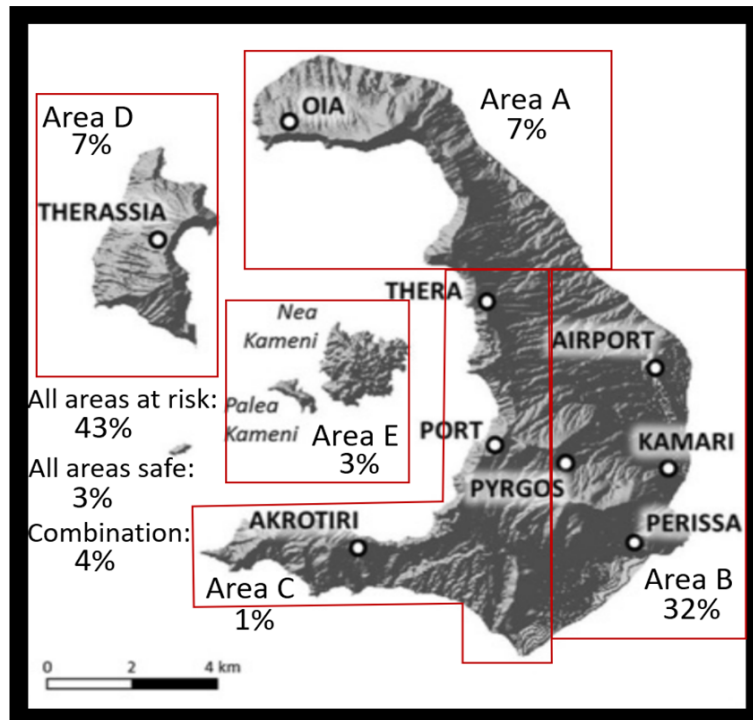 Area D
7%
THERASSIA
OIA
Area A
7%
THERA
Nea
Kameni
AIRPORT
Palea
Kameni
Area E
3%
PORT
KAMARI
PYRGOS
PERISSA
Area B
32%
All areas at risk:
43%
All areas safe:
3%
Combination:
4%
AKROTIRI
Area C
1%
0 2 4 km